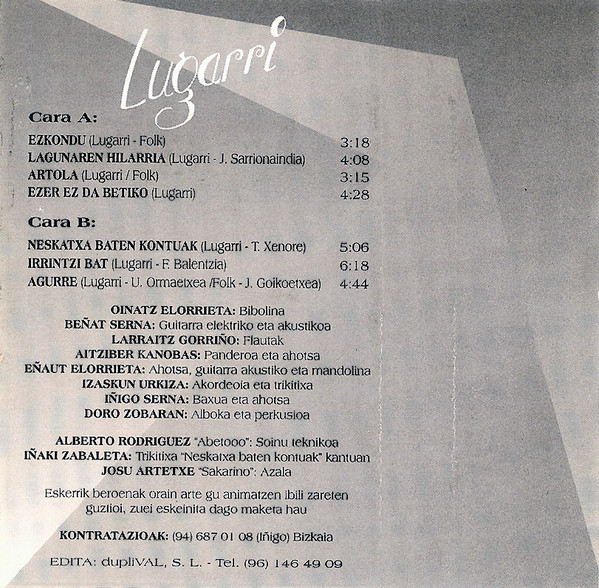 Lugarri
Cara A:
EZKONDU (Lugarri - Folk) 3:18
LAGUNAREN HILARRIA (Lugarri - J. Sarrionaindia) 4:08
ARTOLA (Lugarri / Folk) 3:15
EZER EZ DA BETIKO (Lugarri) 4:28
Cara B:
NESKATXA BATEN KONTUAK (Lugarri - T. Xenore) 5:06
IRRINTZI BAT (Lugarri - F. Balentzia) 6:18
AGURRE (Lugarri - U. Ormaetxea /Folk - J. Goikoetxea) 4:44
OINATZ ELORRIETA: Bibolina
BEÑAT SERNA: Guitarra elektriko eta akustikoa
LARRAITZ GORRIÑO: Flautak
AITZIBER KANOBAS: Panderoa eta ahotsa
EÑAUT ELORRIETA: Ahotsa, guitarra akustiko eta mandolina
IZASKUN URKIZA: Akordeoia eta trikitixa
IÑIGO SERNA: Baxua eta ahotsa
DORO ZOBARAN: Alboka eta perkusioa
ALBERTO RODRIGUEZ "Abetooo": Soinu teknikoa
IÑAKI ZABALETA: Trikitixa "Neskatxa baten kontuak" kantuan
JOSU ARTETXE "Sakarino": Azala
Eskerrik beroenak orain arte gu animatzen ibili zareten
guztioi, zuei eskeinita dago maketa hau
KONTRATAZIOAK: (94) 687 01 08 (Iñigo) Bizkaia
EDITA: dupliVAL, S. L. - Tel. (96) 146 49 09